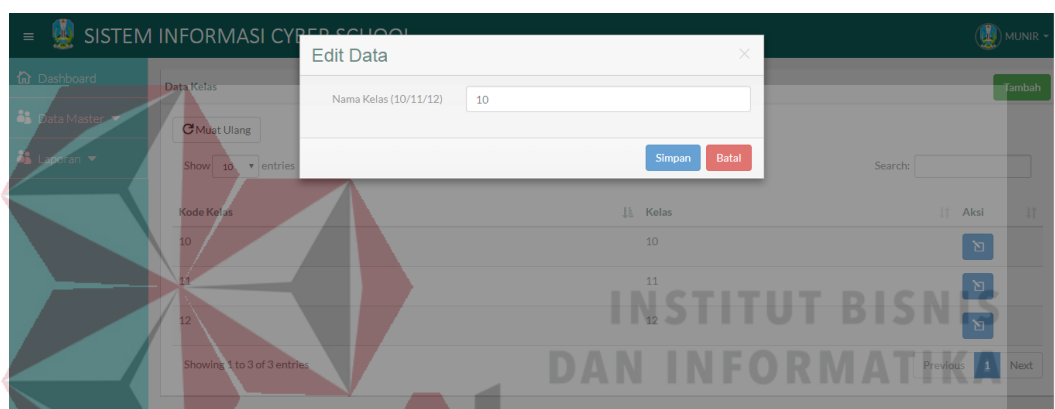 SISTEM INFORMASI CYBER SCHOOL
MUNIR
Edit Data
Nama Kelas (10/11/12) 10
Simpan Batal
Dashboard
Data Master
Laporan
Data Kelas
Tambah
Muat Ulang
Show 10 entries
Search:
Kode Kelas Kelas Aksi
10 10
11 11
12 12
Showing 1 to 3 of 3 entries
Previous 1 Next
INSTITUT BISNIS
DAN INFORMATIKA